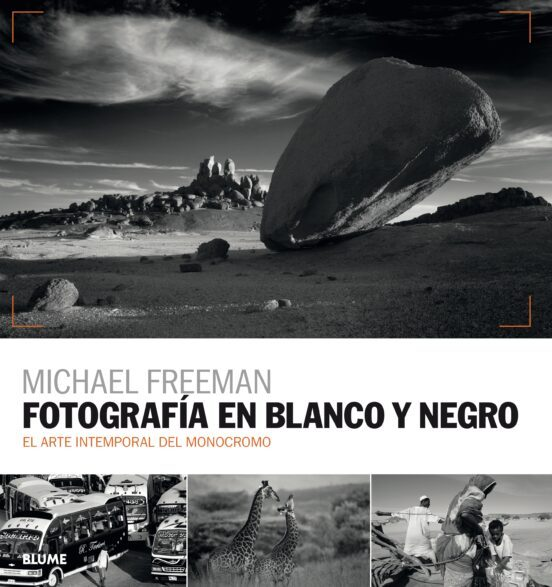 MICHAEL FREEMAN
FOTOGRAFÍA EN BLANCO Y NEGRO
EL ARTE INTEMPORAL DEL MONOCROMO
BLUME